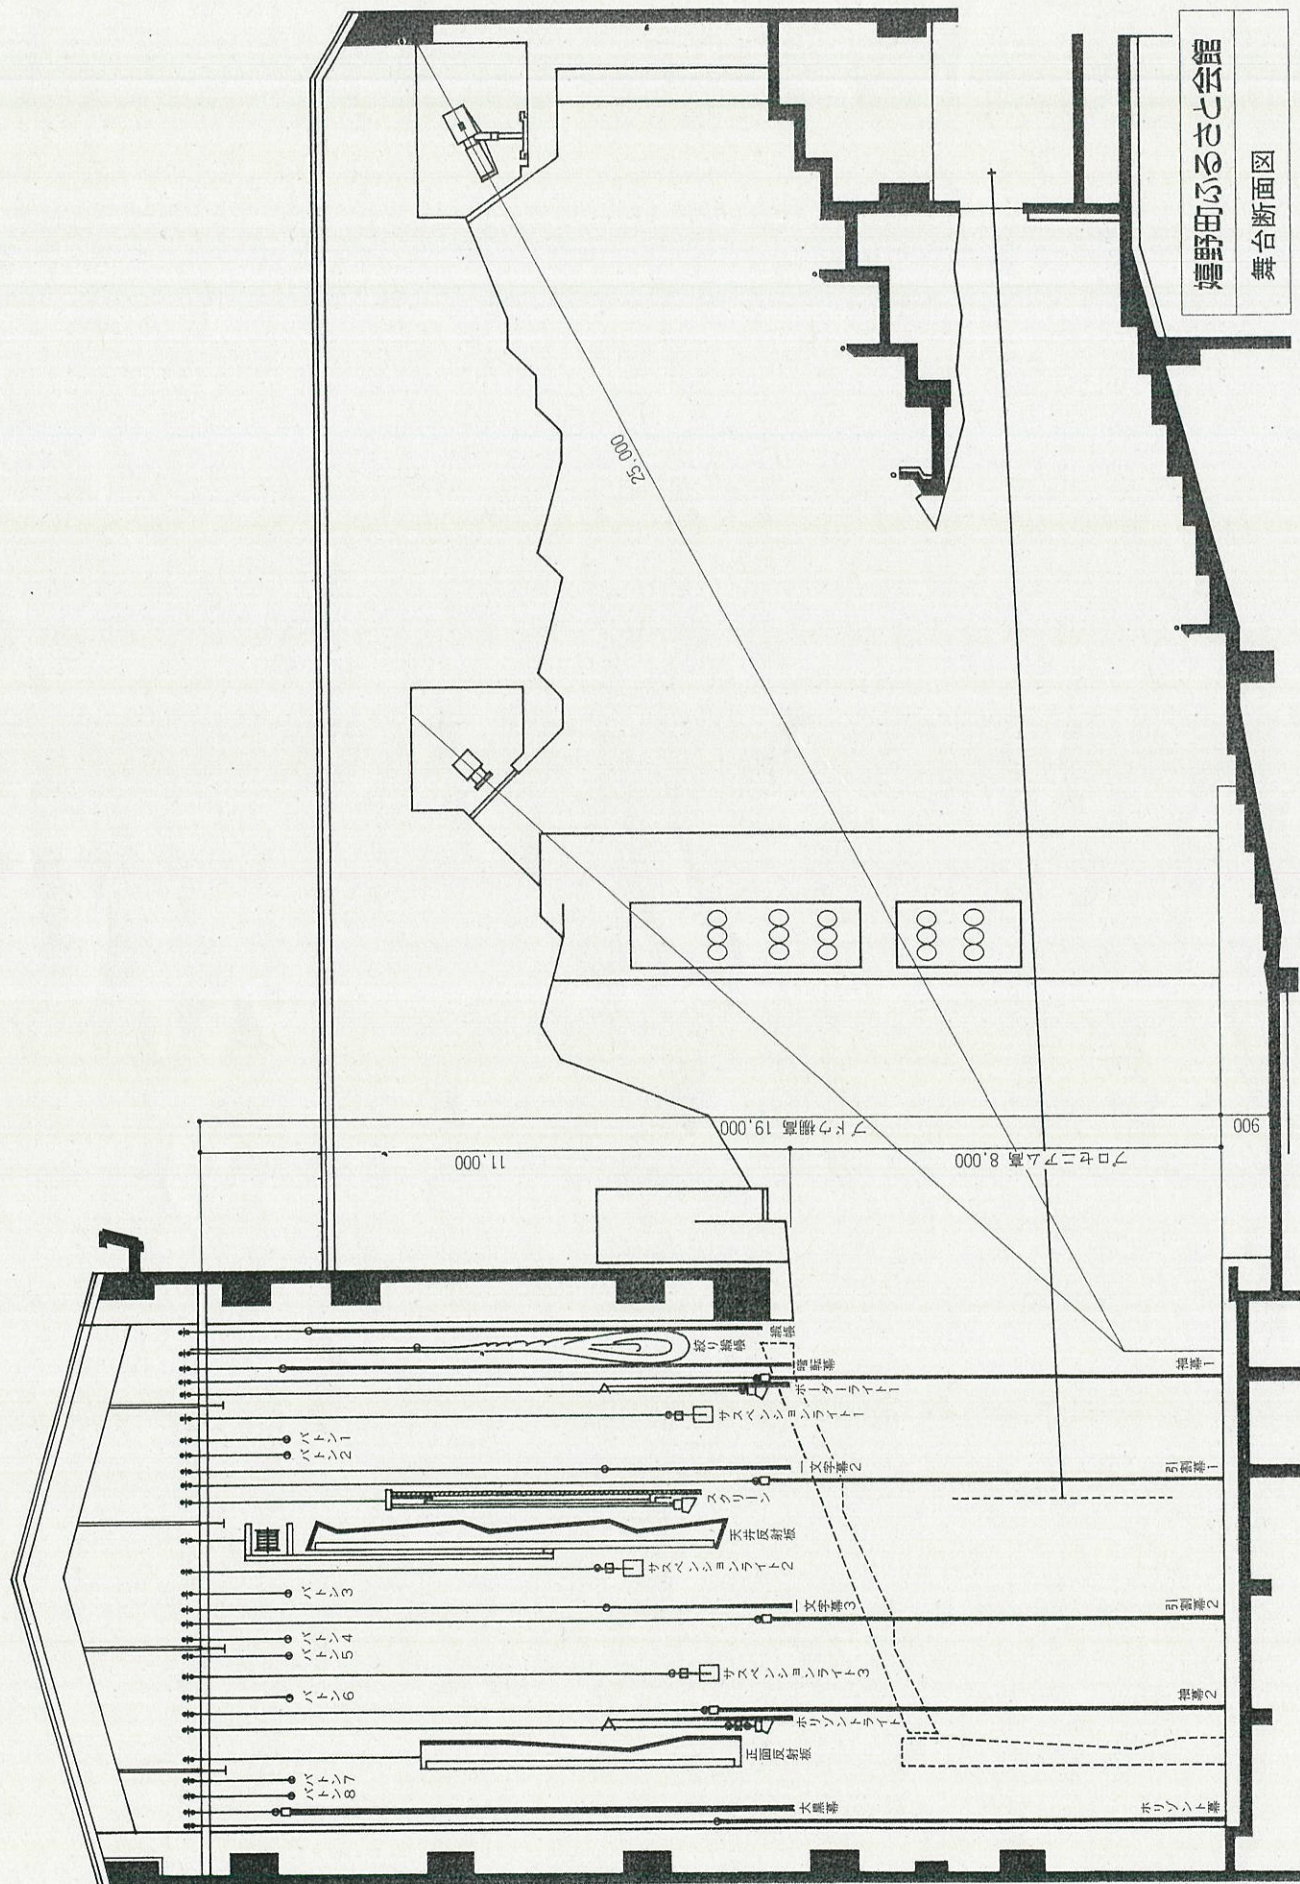 嬉野町ふるさと会館
舞台断面図
25,000
11,000
ブドウ棚高 19,000
プロセニアム高 8,000
900
緞帳
絞り緞帳
暗転幕
袖幕1
ボーダーライト1
サスペンションライト1
バトン1
バトン2
一文字幕2
引割幕1
スクリーン
天井反射板
サスペンションライト2
バトン3
一文字幕3
引割幕2
バトン4
バトン5
サスペンションライト3
バトン6
袖幕2
ホリゾントライト
正面反射板
バトン7
バトン8
大黒幕
ホリゾント幕